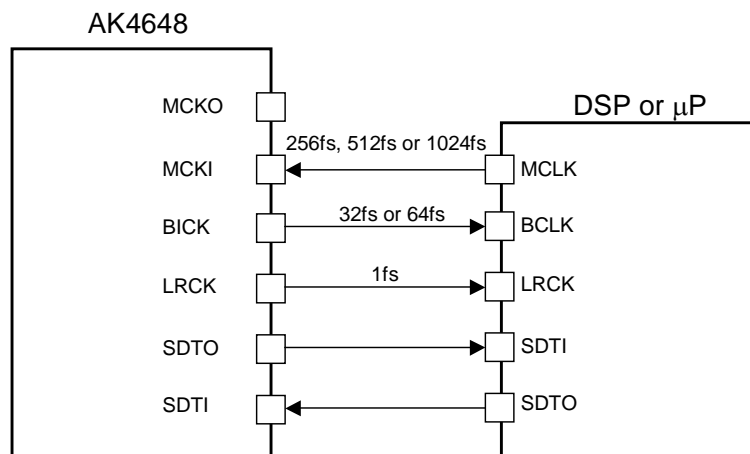 AK4648
DSP or μP
MCKO
256fs, 512fs or 1024fs
MCKI
MCLK
32fs or 64fs
BICK
BCLK
1fs
LRCK
LRCK
SDTO
SDTI
SDTI
SDTO